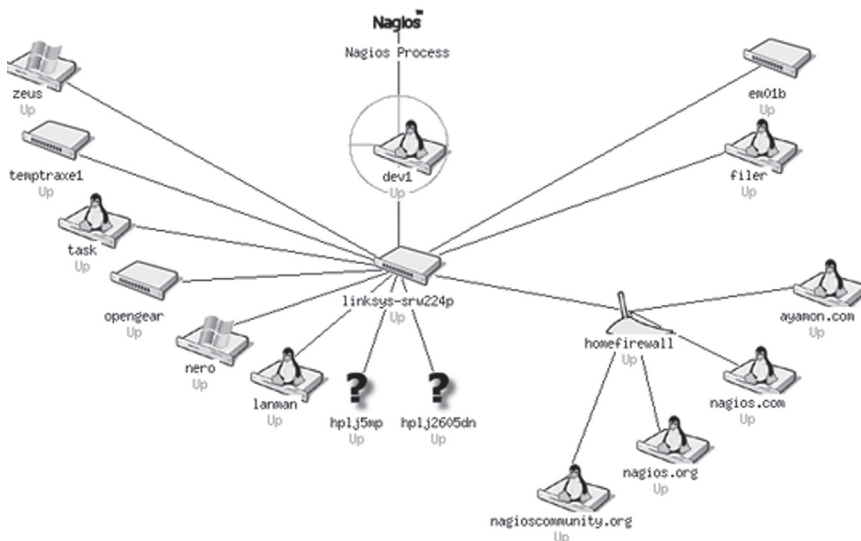 Nagios™
Nagios Process
zeus
Up
em01b
Up
temptraxe1
Up
dev1
Up
filer
Up
task
Up
linksys-srw224p
Up
opengear
Up
ayamon.com
Up
homefirewall
Up
nero
Up
lanman
Up
hplj5mp
Up
hplj2605dn
Up
nagios.com
Up
nagios.org
Up
nagioscommunity.org
Up